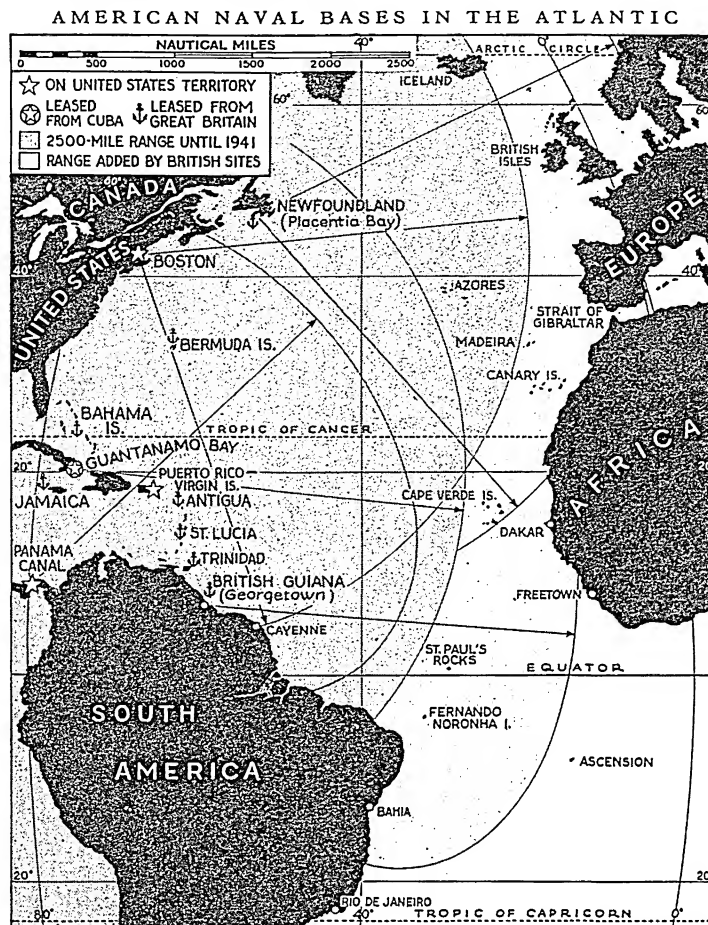 AMERICAN NAVAL BASES IN THE ATLANTIC
NAUTICAL MILES
0 500 1000 1500 2000 2500
ON UNITED STATES TERRITORY
LEASED FROM CUBA
LEASED FROM GREAT BRITAIN
2500-MILE RANGE UNTIL 1941
RANGE ADDED BY BRITISH SITES
40°
0°
ARCTIC CIRCLE
ICELAND
60°
60
BRITISH ISLES
60°
CANADA
NEWFOUNDLAND
(Placentia Bay)
EUROPE
UNITED STATES
BOSTON
40°
40°
AZORES
STRAIT OF GIBRALTAR
BERMUDA IS.
MADEIRA
CANARY IS.
BAHAMA IS.
TROPIC OF CANCER
AFRICA
GUANTANAMO BAY
20°
20°
PUERTO RICO
VIRGIN IS.
JAMAICA
ANTIGUA
CAPE VERDE IS.
DAKAR
ST. LUCIA
PANAMA CANAL
TRINIDAD
BRITISH GUIANA
(Georgetown)
FREETOWN
CAYENNE
ST. PAUL'S ROCKS
EQUATOR
SOUTH AMERICA
FERNANDO NORONHA I.
ASCENSION
BAHIA
20°
20
RIO DE JANEIRO
80°
40°
TROPIC OF CAPRICORN
0°